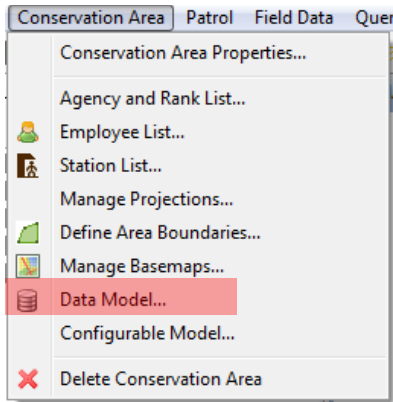 Conservation Area Patrol Field Data Quer
Conservation Area Properties...
Agency and Rank List...
Employee List...
Station List...
Manage Projections...
Define Area Boundaries...
Manage Basemaps...
Data Model...
Configurable Model...
Delete Conservation Area